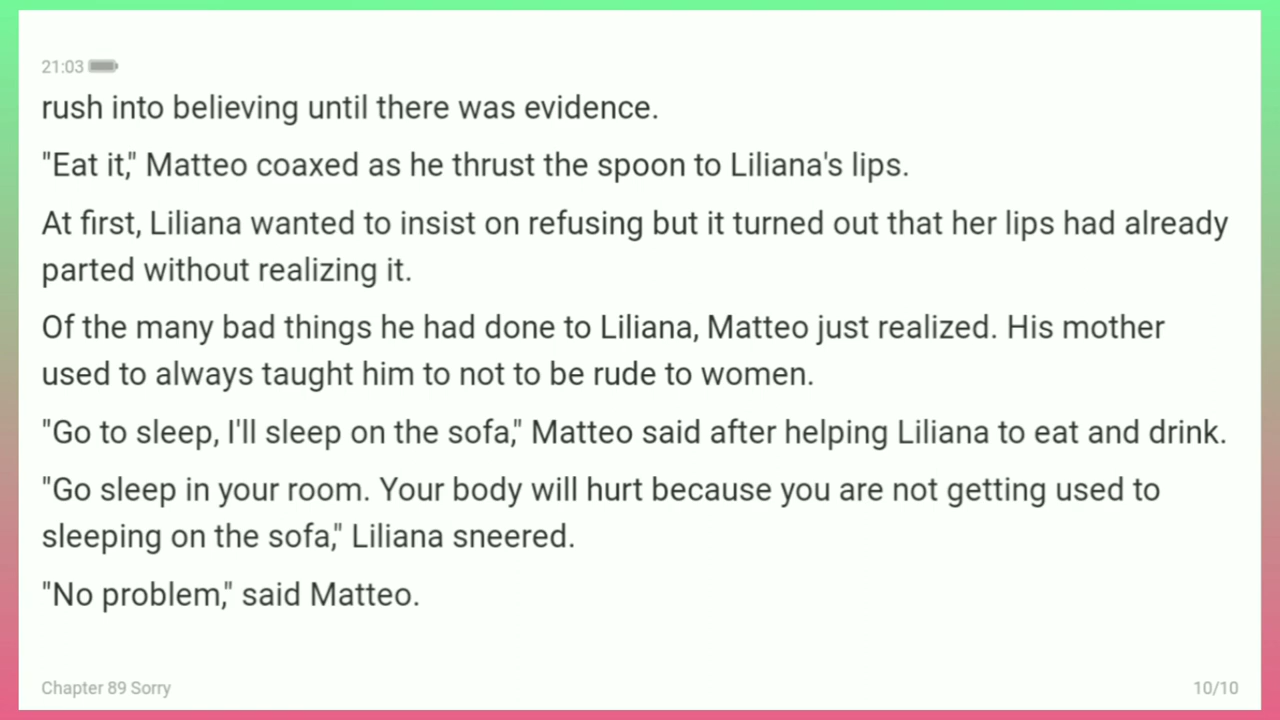 21:03
rush into believing until there was evidence.
"Eat it," Matteo coaxed as he thrust the spoon to Liliana's lips.
At first, Liliana wanted to insist on refusing but it turned out that her lips had already
parted without realizing it.
Of the many bad things he had done to Liliana, Matteo just realized. His mother
used to always taught him to not to be rude to women.
"Go to sleep, I'll sleep on the sofa," Matteo said after helping Liliana to eat and drink.
"Go sleep in your room. Your body will hurt because you are not getting used to
sleeping on the sofa," Liliana sneered.
"No problem," said Matteo.
Chapter 89 Sorry
10/10